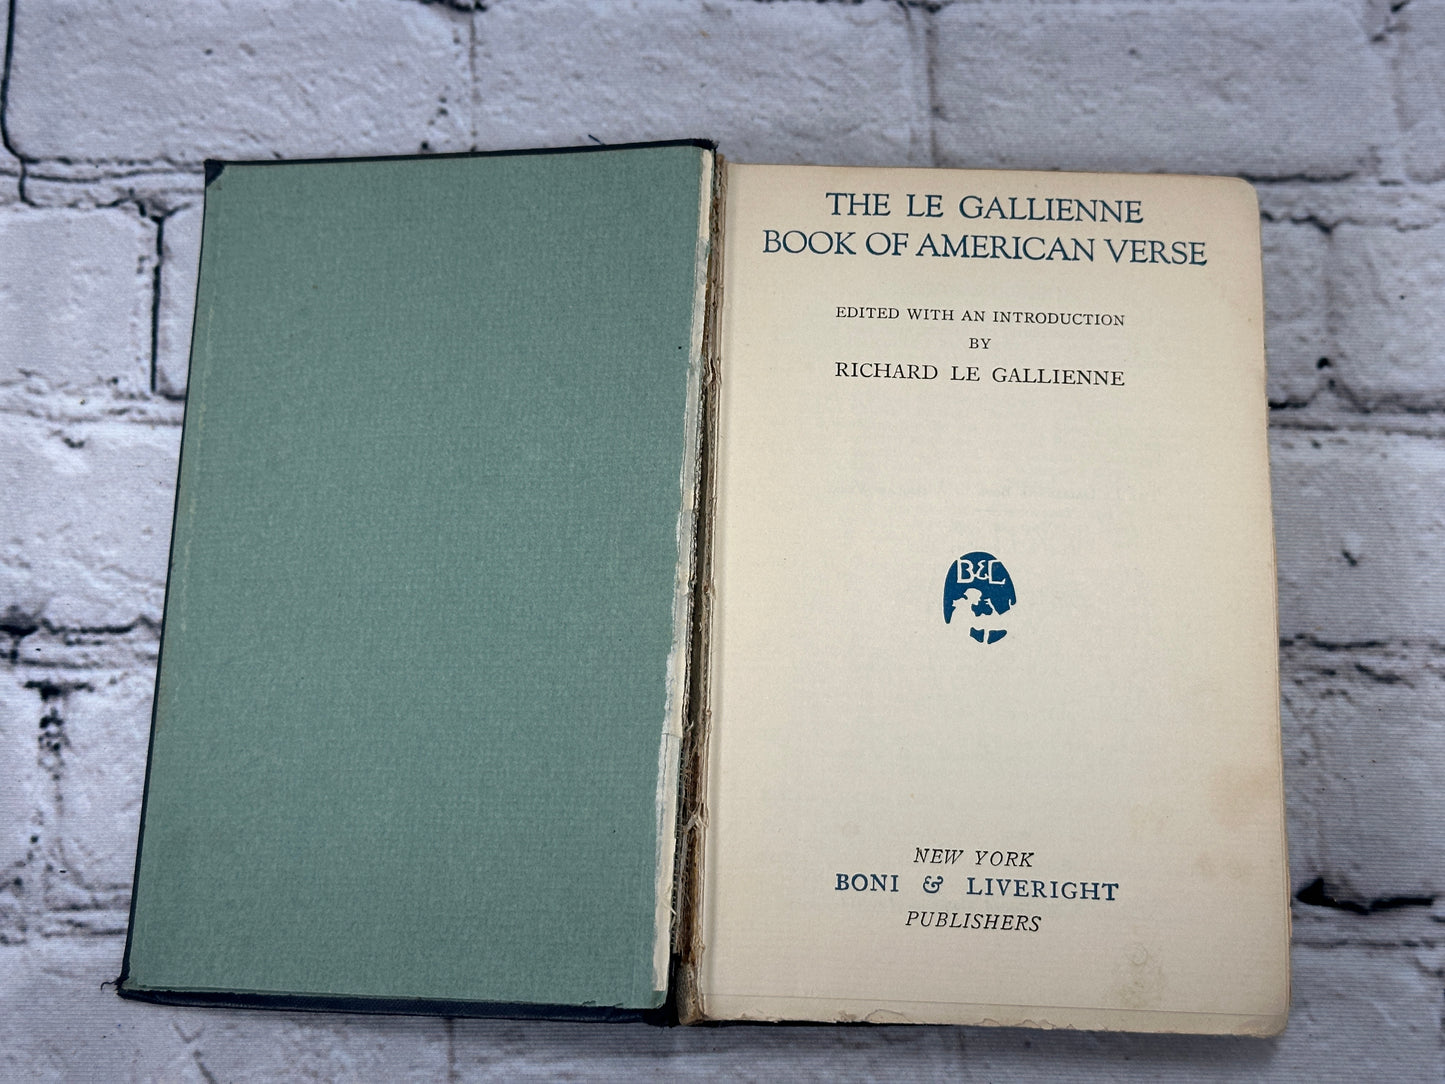 THE LE GALLIENNE
BOOK OF AMERICAN VERSE
EDITED WITH AN INTRODUCTION
BY
RICHARD LE GALLIENNE
B&L
NEW YORK
BONI & LIVERIGHT
PUBLISHERS